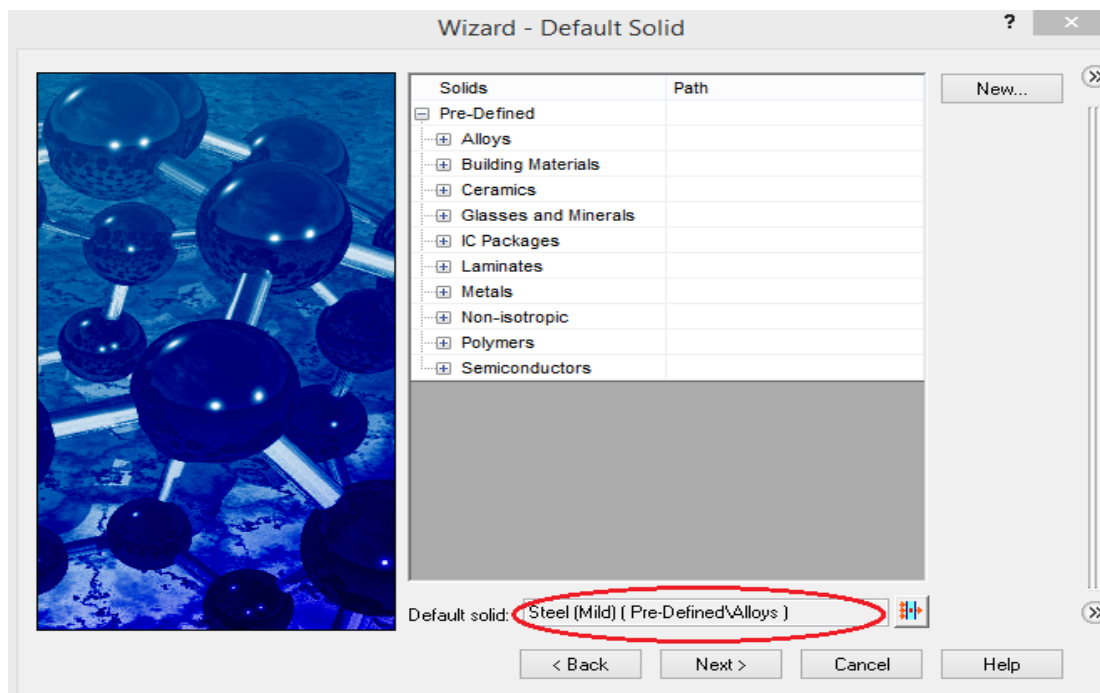 Wizard - Default Solid ? ×
Solids Path New...
Pre-Defined
Alloys
Building Materials
Ceramics
Glasses and Minerals
IC Packages
Laminates
Metals
Non-isotropic
Polymers
Semiconductors
Default solid: Steel (Mild) ( Pre-Defined\Alloys )
< Back Next > Cancel Help